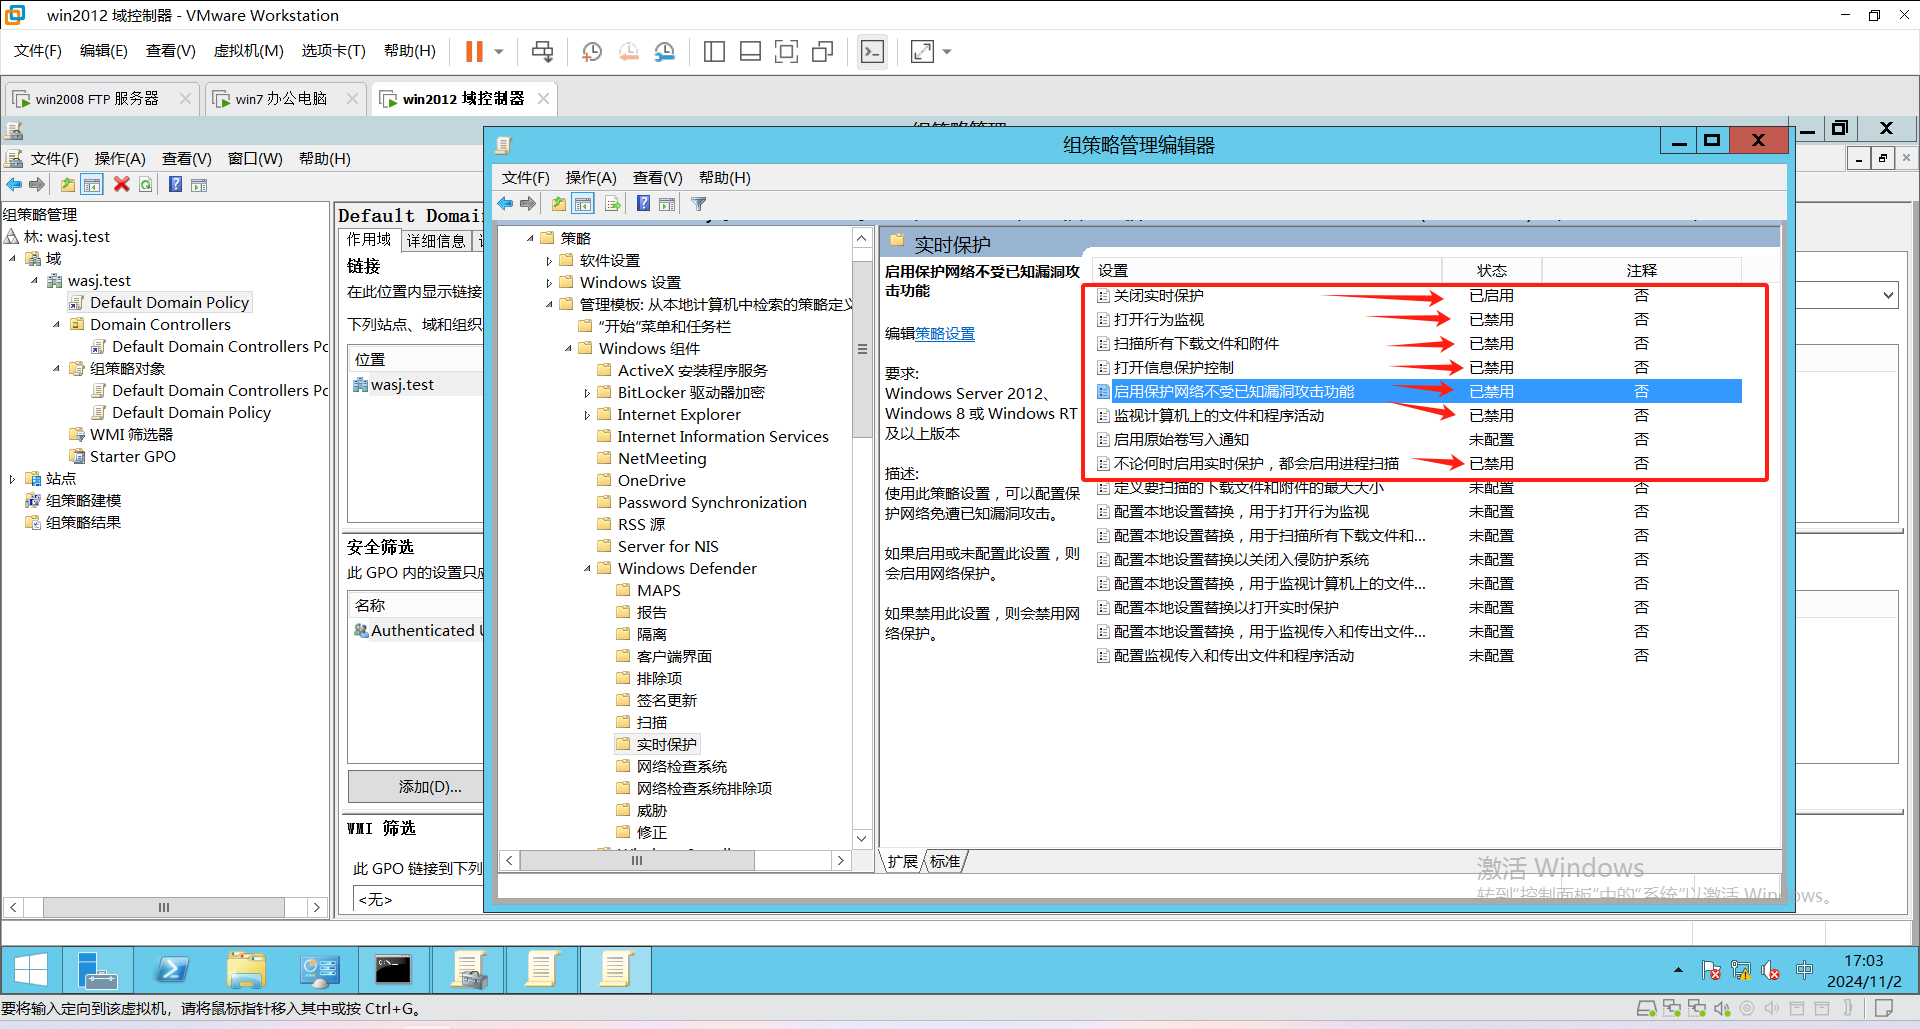 win2012 域控制器 - VMware Workstation
文件(F) 编辑(E) 查看(V) 虚拟机(M) 选项卡(T) 帮助(H)
win2008 FTP 服务器
win7 办公电脑
win2012 域控制器
文件(F) 操作(A) 查看(V) 窗口(W) 帮助(H)
组策略管理
林: wasj.test
域
wasj.test
Default Domain Policy
Domain Controllers
Default Domain Controllers Pc
组策略对象
Default Domain Controllers Pc
Default Domain Policy
WMI 筛选器
Starter GPO
站点
组策略建模
组策略结果
Default Domai
作用域
详细信息
链接
在此位置内显示链接
下列站点、域和组织
位置
wasj.test
安全筛选
此 GPO 内的设置只应
名称
Authenticated U
添加(D)...
WMI 筛选
此 GPO 链接到下列
<无>
组策略管理编辑器
文件(F) 操作(A) 查看(V) 帮助(H)
策略
软件设置
Windows 设置
管理模板: 从本地计算机中检索的策略定义
"开始"菜单和任务栏
Windows 组件
ActiveX 安装程序服务
BitLocker 驱动器加密
Internet Explorer
Internet Information Services
NetMeeting
OneDrive
Password Synchronization
RSS 源
Server for NIS
Windows Defender
MAPS
报告
隔离
客户端界面
排除项
签名更新
扫描
实时保护
网络检查系统
网络检查系统排除项
威胁
修正
实时保护
启用保护网络不受已知漏洞攻
击功能
编辑策略设置
要求:
Windows Server 2012、
Windows 8 或 Windows RT
及以上版本
描述:
使用此策略设置，可以配置保
护网络免遭已知漏洞攻击。
如果启用或未配置此设置，则
会启用网络保护。
如果禁用此设置，则会禁用网
络保护。
设置 状态 注释
关闭实时保护 已启用 否
打开行为监视 已禁用 否
扫描所有下载文件和附件 已禁用 否
打开信息保护控制 已禁用 否
启用保护网络不受已知漏洞攻击功能 已禁用 否
监视计算机上的文件和程序活动 已禁用 否
启用原始卷写入通知 未配置 否
不论何时启用实时保护，都会启用进程扫描 已禁用 否
定义要扫描的下载文件和附件的最大大小 未配置 否
配置本地设置替换，用于打开行为监视 未配置 否
配置本地设置替换，用于扫描所有下载文件和... 未配置 否
配置本地设置替换以关闭入侵防护系统 未配置 否
配置本地设置替换，用于监视计算机上的文件... 未配置 否
配置本地设置替换以打开实时保护 未配置 否
配置本地设置替换，用于监视传入和传出文件... 未配置 否
配置监视传入和传出文件和程序活动 未配置 否
扩展 标准
激活 Windows
转到"控制面板"中的"系统"以激活 Windows。
中
17:03
2024/11/2
要将输入定向到该虚拟机，请将鼠标指针移入其中或按 Ctrl+G。